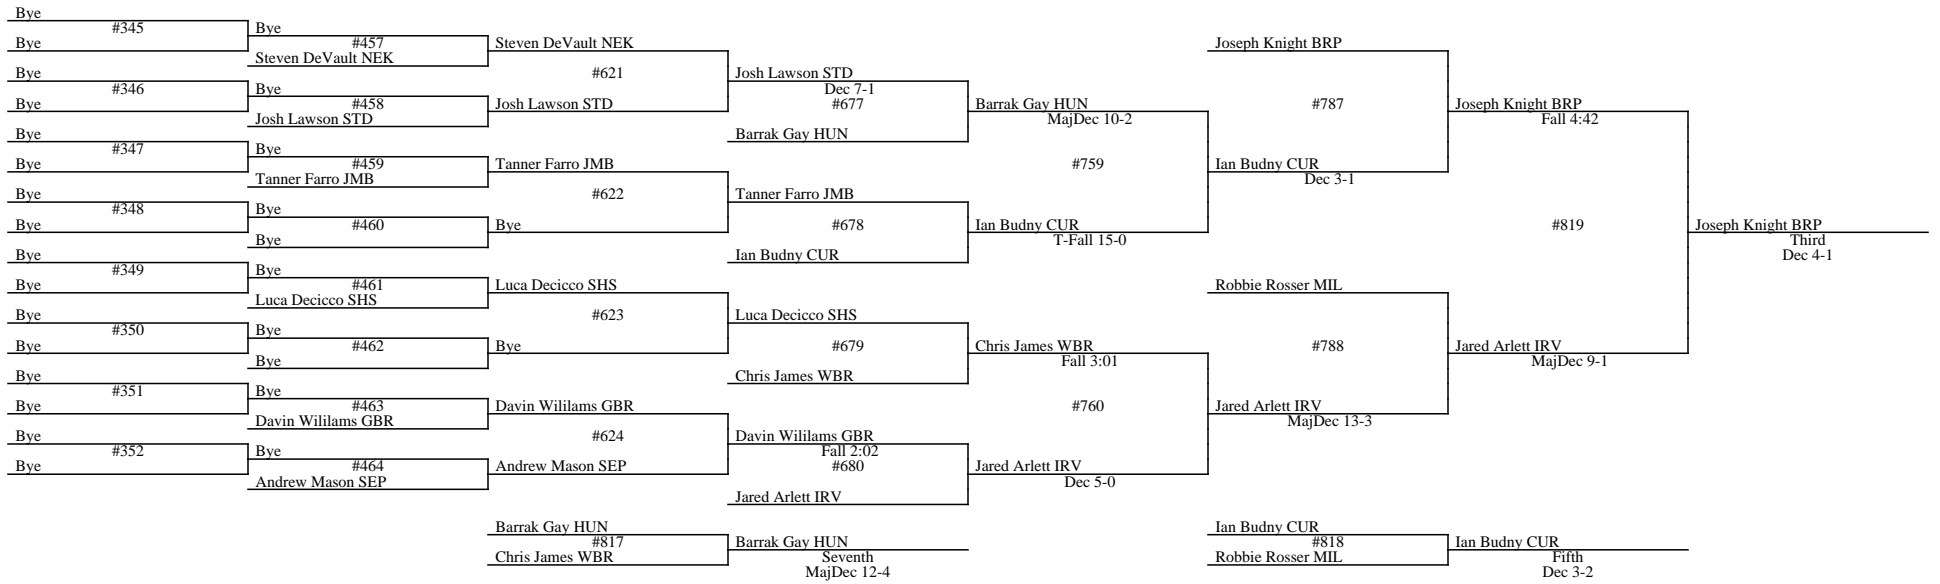 Bye
#345
Bye
Bye
#346
Bye
Bye
#347
Bye
Bye
#348
Bye
Bye
#349
Bye
Bye
#350
Bye
Bye
#351
Bye
Bye
#352
Bye
Bye
#457
Steven DeVault NEK
Bye
#458
Josh Lawson STD
Bye
#459
Tanner Farro JMB
Bye
#460
Bye
Bye
#461
Luca Decicco SHS
Bye
#462
Bye
Bye
#463
Davin Wililams GBR
Bye
#464
Andrew Mason SEP
Steven DeVault NEK
#621
Josh Lawson STD
Tanner Farro JMB
#622
Bye
Luca Decicco SHS
#623
Bye
Davin Wililams GBR
#624
Andrew Mason SEP
Josh Lawson STD
Dec 7-1
#677
Barrak Gay HUN
Tanner Farro JMB
#678
Ian Budny CUR
Luca Decicco SHS
#679
Chris James WBR
Davin Wililams GBR
Fall 2:02
#680
Jared Arlett IRV
Barrak Gay HUN
MajDec 10-2
#759
Ian Budny CUR
T-Fall 15-0
Chris James WBR
Fall 3:01
#760
Jared Arlett IRV
Dec 5-0
Joseph Knight BRP
#787
Ian Budny CUR
Dec 3-1
Robbie Rosser MIL
#788
Jared Arlett IRV
MajDec 13-3
Joseph Knight BRP
Fall 4:42
#819
Jared Arlett IRV
MajDec 9-1
Joseph Knight BRP
Third
Dec 4-1
Barrak Gay HUN
#817
Chris James WBR
Barrak Gay HUN
Seventh
MajDec 12-4
Ian Budny CUR
#818
Robbie Rosser MIL
Ian Budny CUR
Fifth
Dec 3-2